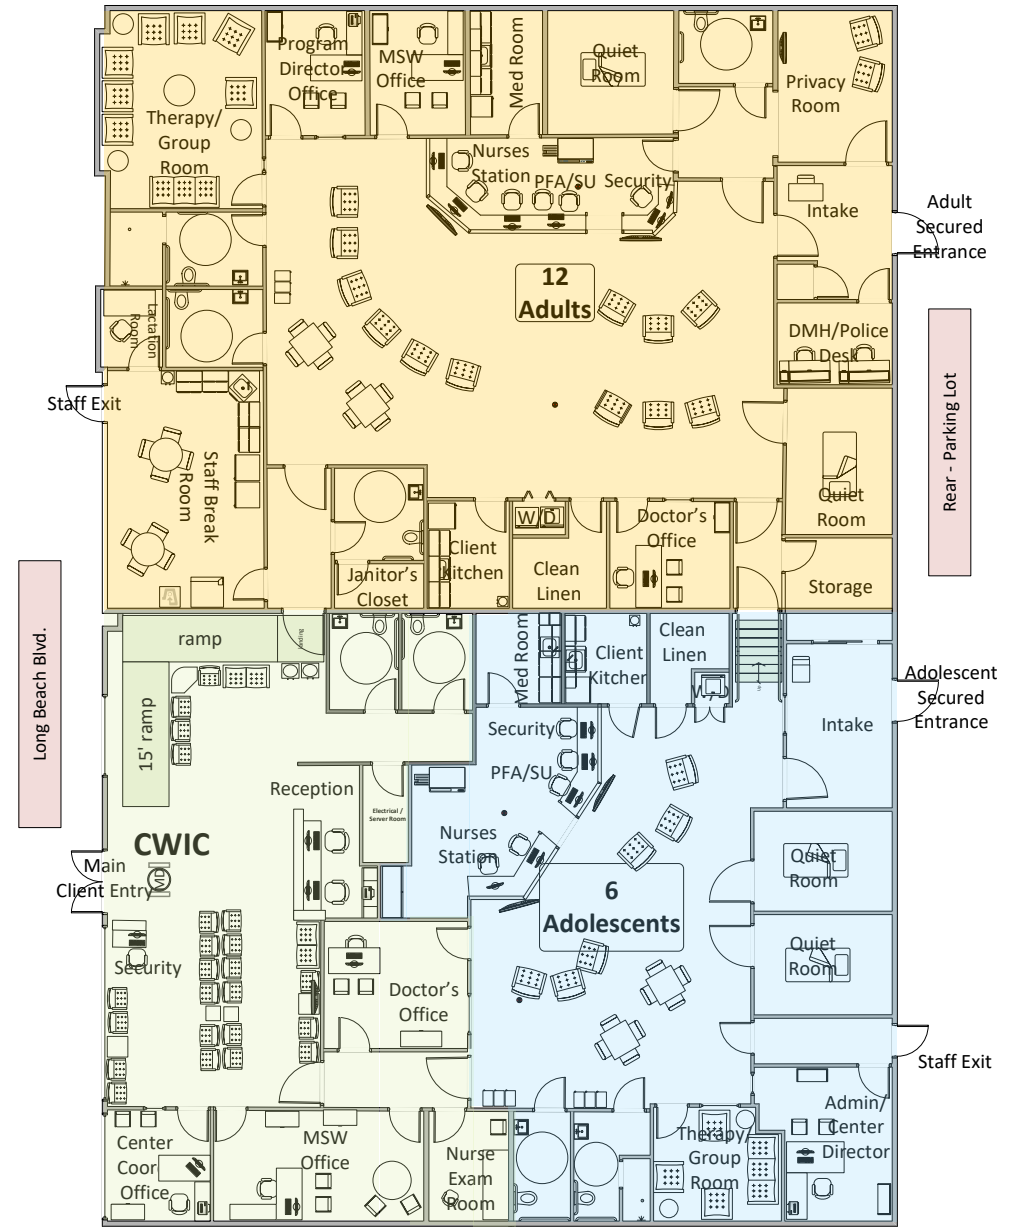 Program
Director
Office
MSW
Office
Med Room
Quiet
Room
Privacy
Room
Therapy/
Group
Room
Nurses
Station
PFA/SU
Security
Intake
Adult
Secured
Entrance
12
Adults
Lactation
Room
DMH/Police
Desk
Staff Exit
Rear - Parking Lot
Staff Break
Room
Quiet
Room
W/D
Doctor's
Office
Client
Kitchen
Clean
Linen
Janitor's
Closet
Storage
ramp
landing
Med Room
Client
Kitchen
Clean
Linen
W / D
Up
Adolescent
Secured
Entrance
Long Beach Blvd.
15' ramp
Security
PFA/SU
Intake
Reception
Electrical /
Server Room
Nurses
Station
CWIC
Main
Client Entry
MD
Quiet
Room
6
Adolescents
Security
Quiet
Room
Doctor's
Office
Staff Exit
Admin/
Center
Director
Center
Coor
Office
MSW
Office
Nurse
Exam
Room
Therapy/
Group
Room